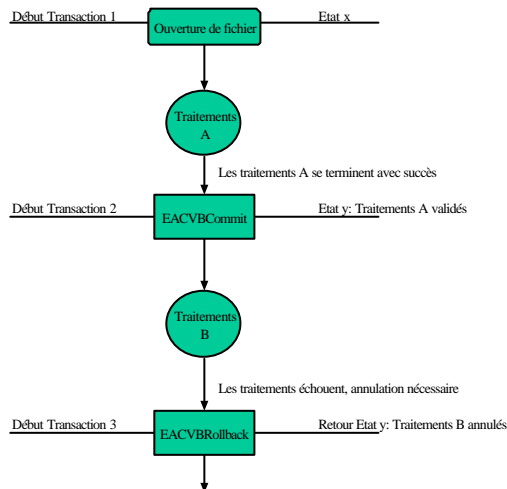 Début Transaction 1
Ouverture de fichier
Etat x
Traitements
A
Les traitements A se terminent avec succès
Début Transaction 2
EACVBCommit
Etat y: Traitements A validés
Traitements
B
Les traitements échouent, annulation nécessaire
Début Transaction 3
EACVBRollback
Retour Etat y: Traitements B annulés